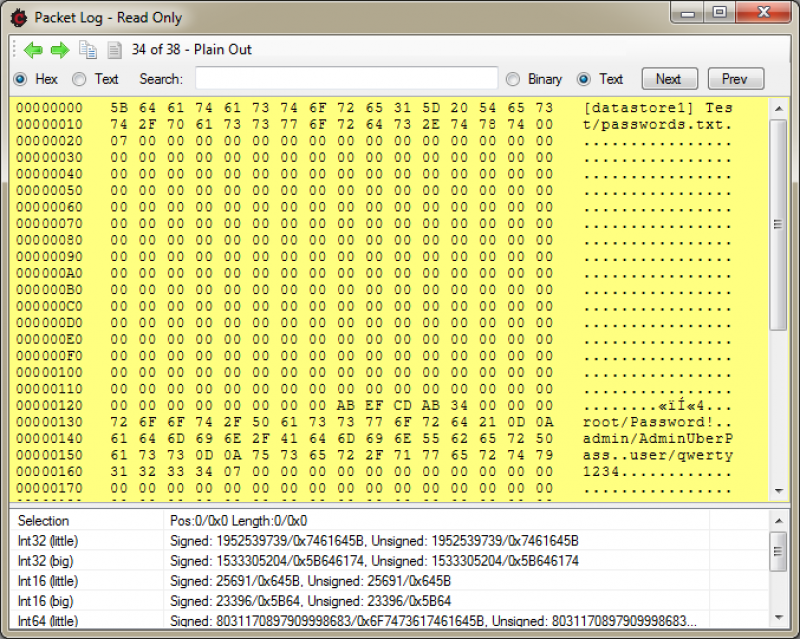 Packet Log - Read Only
34 of 38 - Plain Out
Hex Text Search: Binary Text Next Prev
00000000 5B 64 61 74 61 73 74 6F 72 65 31 5D 20 54 65 73 [datastore1] Tes
00000010 74 2F 70 61 73 73 77 6F 72 64 73 2E 74 78 74 00 t/passwords.txt.
00000020 07 00 00 00 00 00 00 00 00 00 00 00 00 00 00 00 ................
00000030 00 00 00 00 00 00 00 00 00 00 00 00 00 00 00 00 ................
00000040 00 00 00 00 00 00 00 00 00 00 00 00 00 00 00 00 ................
00000050 00 00 00 00 00 00 00 00 00 00 00 00 00 00 00 00 ................
00000060 00 00 00 00 00 00 00 00 00 00 00 00 00 00 00 00 ................
00000070 00 00 00 00 00 00 00 00 00 00 00 00 00 00 00 00 ................
00000080 00 00 00 00 00 00 00 00 00 00 00 00 00 00 00 00 ................
00000090 00 00 00 00 00 00 00 00 00 00 00 00 00 00 00 00 ................
000000A0 00 00 00 00 00 00 00 00 00 00 00 00 00 00 00 00 ................
000000B0 00 00 00 00 00 00 00 00 00 00 00 00 00 00 00 00 ................
000000C0 00 00 00 00 00 00 00 00 00 00 00 00 00 00 00 00 ................
000000D0 00 00 00 00 00 00 00 00 00 00 00 00 00 00 00 00 ................
000000E0 00 00 00 00 00 00 00 00 00 00 00 00 00 00 00 00 ................
000000F0 00 00 00 00 00 00 00 00 00 00 00 00 00 00 00 00 ................
00000100 00 00 00 00 00 00 00 00 00 00 00 00 00 00 00 00 ................
00000110 00 00 00 00 00 00 00 00 00 00 00 00 00 00 00 00 ................
00000120 00 00 00 00 00 00 00 00 AB EF CD AB 34 00 00 00 ........«ïÍ«4...
00000130 72 6F 6F 74 2F 50 61 73 73 77 6F 72 64 21 0D 0A root/Password!..
00000140 61 64 6D 69 6E 2F 41 64 6D 69 6E 55 62 65 72 50 admin/AdminUberP
00000150 61 73 73 0D 0A 75 73 65 72 2F 71 77 65 72 74 79 ass..user/qwerty
00000160 31 32 33 34 07 00 00 00 00 00 00 00 00 00 00 00 1234............
00000170 00 00 00 00 00 00 00 00 00 00 00 00 00 00 00 00 ................
Selection Pos:0/0x0 Length:0/0x0
Int32 (little) Signed: 1952539739/0x7461645B, Unsigned: 1952539739/0x7461645B
Int32 (big) Signed: 1533305204/0x5B646174, Unsigned: 1533305204/0x5B646174
Int16 (little) Signed: 25691/0x645B, Unsigned: 25691/0x645B
Int16 (big) Signed: 23396/0x5B64, Unsigned: 23396/0x5B64
Int64 (little) Signed: 8031170897909998683/0x6F7473617461645B, Unsigned: 8031170897909998683...